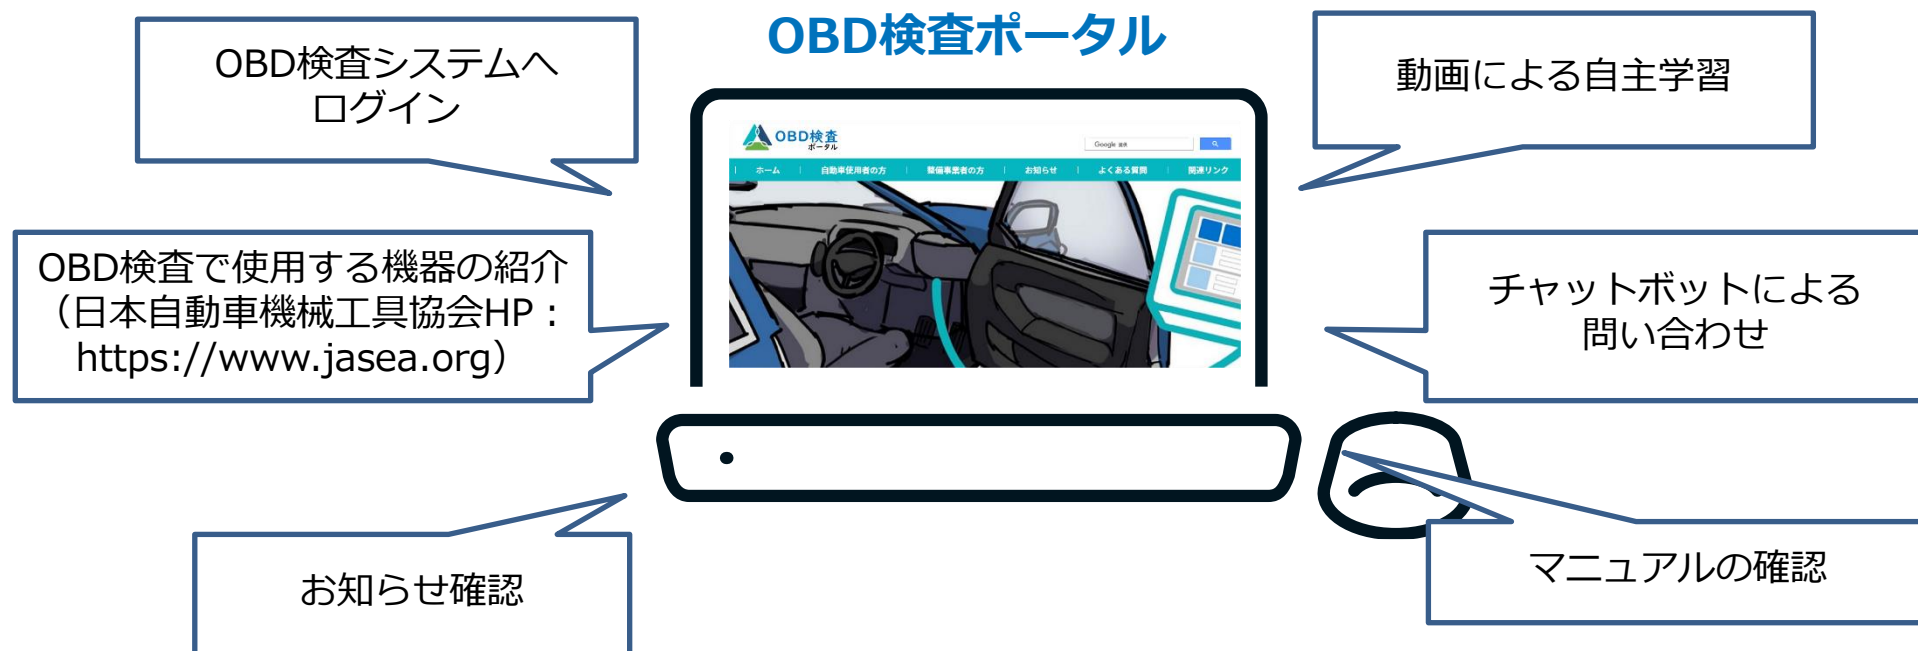 OBD検査ポータル
OBD検査システムへ
ログイン
動画による自主学習
OBD検査
ポータル
Google 提供
ホーム
自動車使用者の方
整備事業者の方
お知らせ
よくある質問
関連リンク
OBD検査で使用する機器の紹介
（日本自動車機械工具協会HP：
https://www.jasea.org）
チャットボットによる
問い合わせ
お知らせ確認
マニュアルの確認